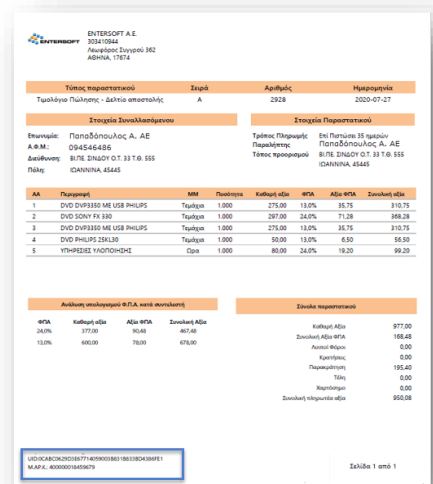 ENTERSOFT
ENTERSOFT Α.Ε.
303410944
Λεωφόρος Συγγρού 362
ΑΘΗΝΑ, 17674
Τύπος παραστατικού Σειρά Αριθμός Ημερομηνία
Τιμολόγιο Πώλησης - Δελτίο αποστολής Α 2928 2020-07-27
Στοιχεία Συναλλασόμενου Στοιχεία Παραστατικού
Επωνυμία: Παπαδόπουλος Α. ΑΕ Τρόπος Πληρωμής Επί Πιστώσει 35 ημερών
Α.Φ.Μ.: 094546486 Παραλήπτης Παπαδόπουλος Α. ΑΕ
Διεύθυνση: ΒΙ.ΠΕ. ΣΙΝΔΟΥ Ο.Τ. 33 Τ.Θ. 555 Τόπος προορισμού ΒΙ.ΠΕ. ΣΙΝΔΟΥ Ο.Τ. 33 Τ.Θ. 555
Πόλη: ΙΩΑΝΝΙΝΑ, 45445 ΙΩΑΝΝΙΝΑ, 45445
ΑΑ Περιγραφή ΜΜ Ποσότητα Καθαρή αξία ΦΠΑ Αξία ΦΠΑ Συνολική αξία
1 DVD DVP3350 ME USB PHILIPS Τεμάχια 1.000 275,00 13,0% 35,75 310,75
2 DVD SONY FX 330 Τεμάχια 1.000 297,00 24,0% 71,28 368,28
3 DVD DVP3350 ME USB PHILIPS Τεμάχια 1.000 275,00 13,0% 35,75 310,75
4 DVD PHILIPS 25KL30 Τεμάχια 1.000 50,00 13,0% 6,50 56,50
5 ΥΠΗΡΕΣΙΕΣ ΥΛΟΠΟΙΗΣΗΣ Ώρα 1.000 80,00 24,0% 19,20 99,20
Ανάλυση υπολογισμού Φ.Π.Α. κατά συντελεστή Σύνολα παραστατικού
ΦΠΑ Καθαρή Αξία Αξία ΦΠΑ Συνολική Αξία
24,0% 377,00 90,48 467,48
13,0% 600,00 78,00 678,00
Καθαρή Αξία 977,00
Συνολική Αξία ΦΠΑ 168,48
Λοιποί Φόροι 0,00
Κρατήσεις 0,00
Παρακράτηση 195,40
Τέλη 0,00
Χαρτόσημο 0,00
Συνολική πληρωτέα αξία 950,08
Μ.ΑΡ.Κ.: 400000018459679
Σελίδα 1 από 1